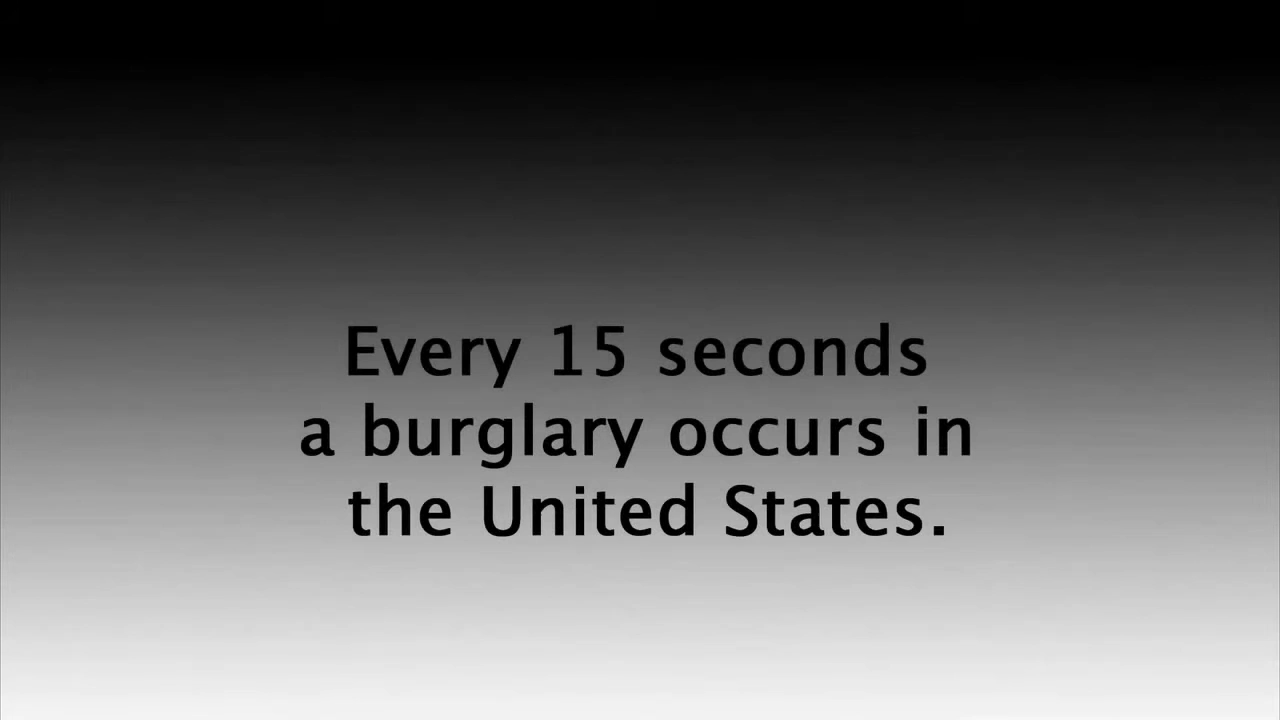 Every 15 seconds
a burglary occurs in
the United States.